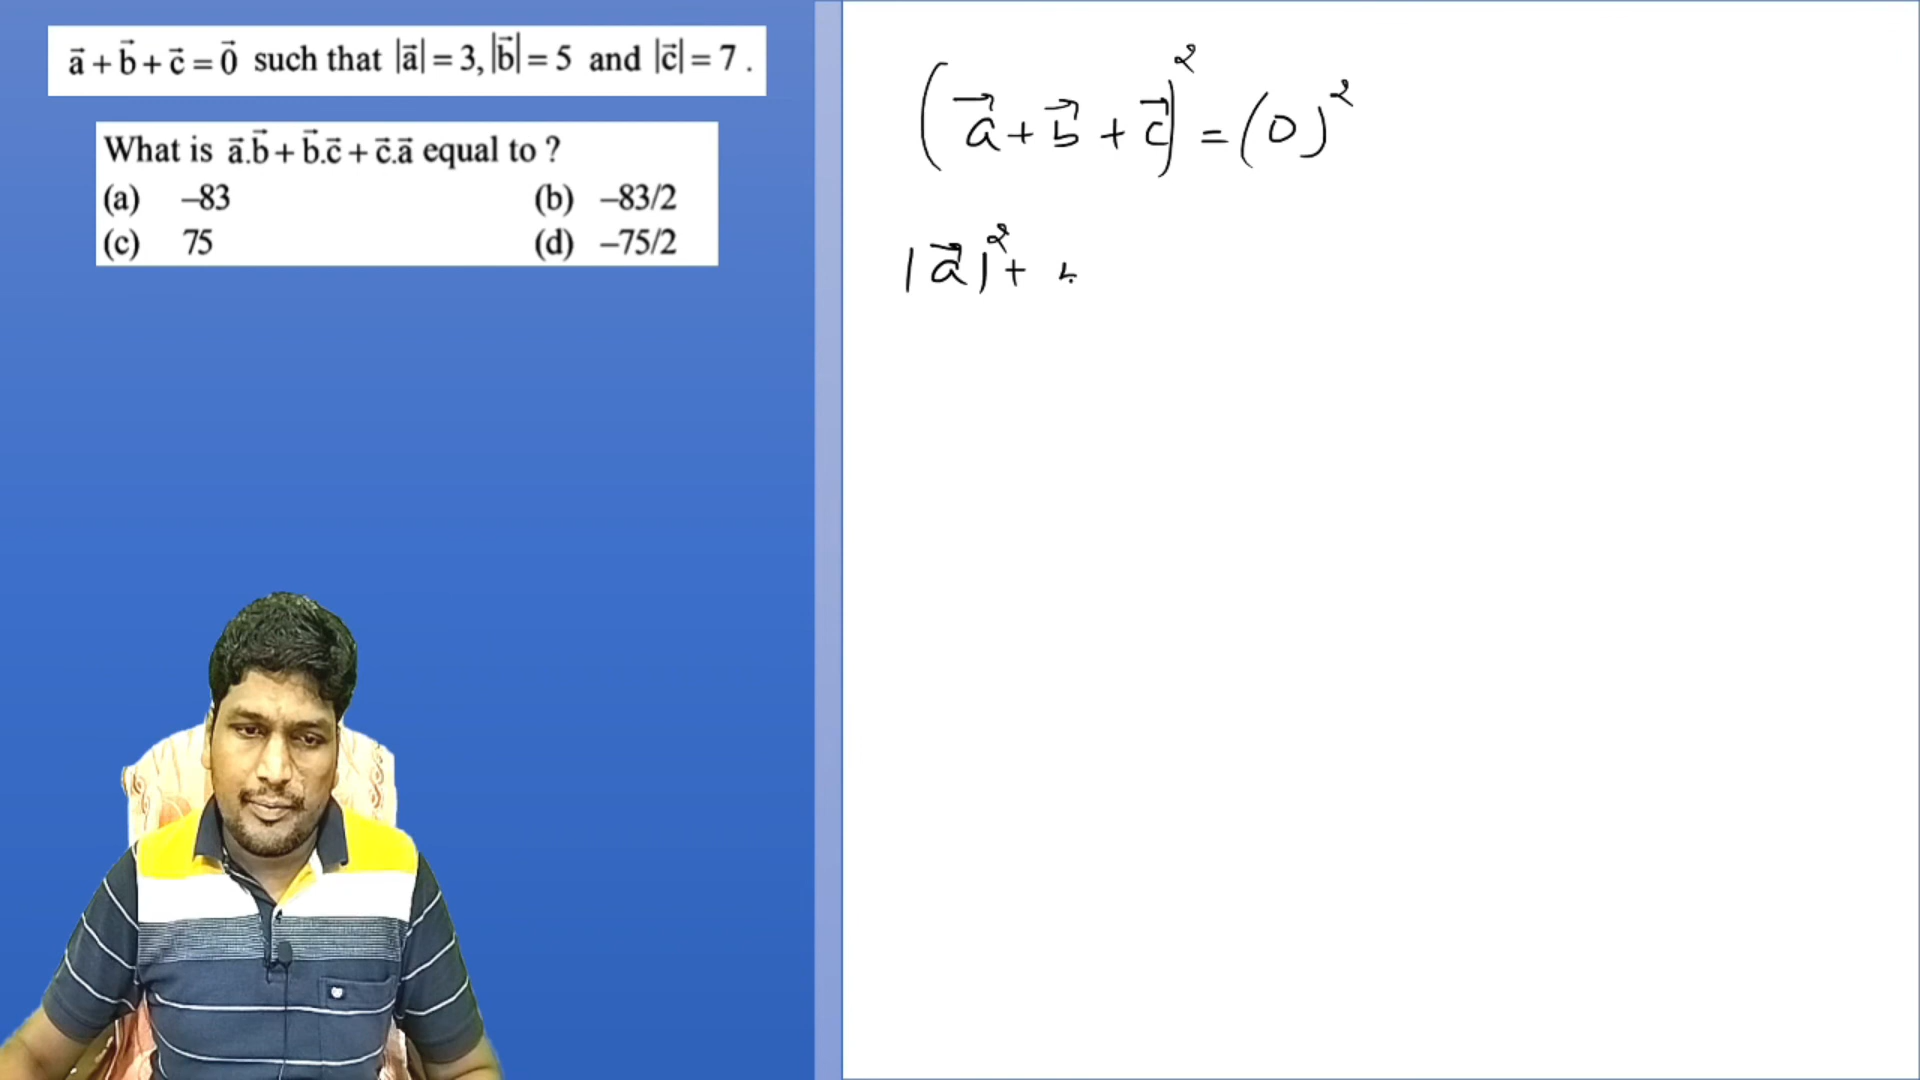 a⃗ + b⃗ + c⃗ = 0⃗ such that |a⃗| = 3, |b⃗| = 5 and |c⃗| = 7 .
What is a⃗.b⃗ + b⃗.c⃗ + c⃗.a⃗ equal to ?
(a) –83 (b) –83/2
(c) 75 (d) –75/2
(a⃗ + b⃗ + c⃗)² = (0)²
|a⃗|² +